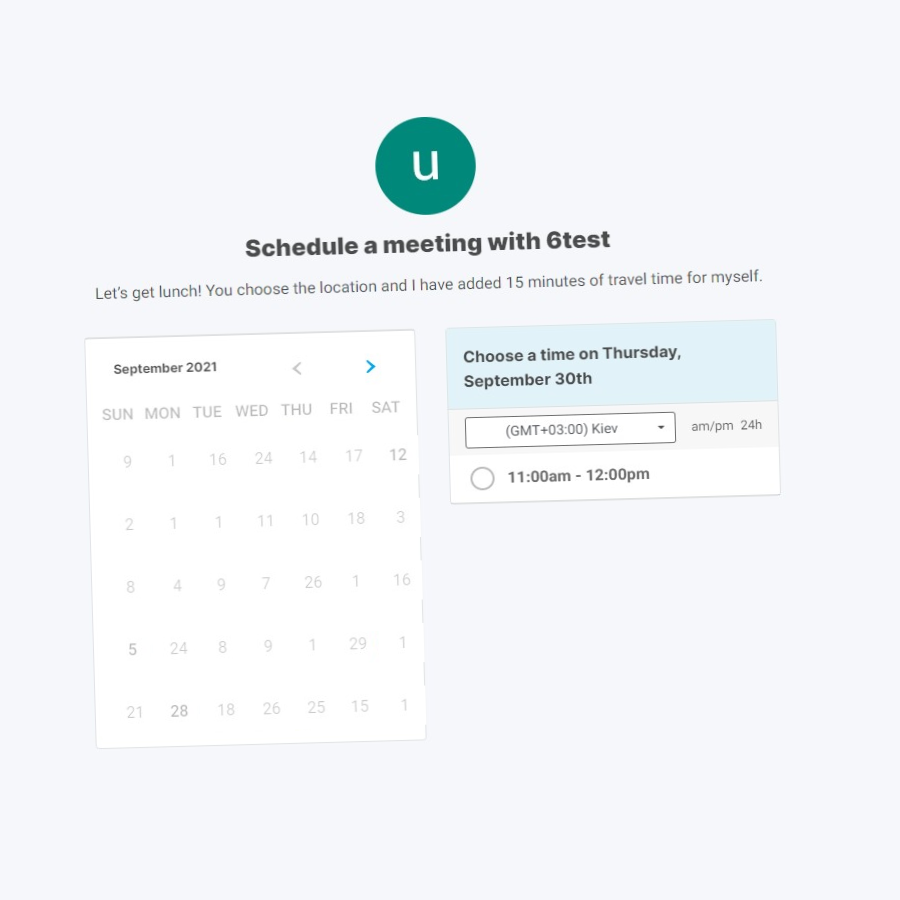 u
Schedule a meeting with 6test
Let's get lunch! You choose the location and I have added 15 minutes of travel time for myself.
September 2021
SUN MON TUE WED THU FRI SAT
9 1 16 24 14 17 12
2 1 1 11 10 18 3
8 4 9 7 26 1 16
5 24 8 9 1 29 1
21 28 18 26 25 15 1
Choose a time on Thursday,
September 30th
(GMT+03:00) Kiev am/pm 24h
11:00am - 12:00pm